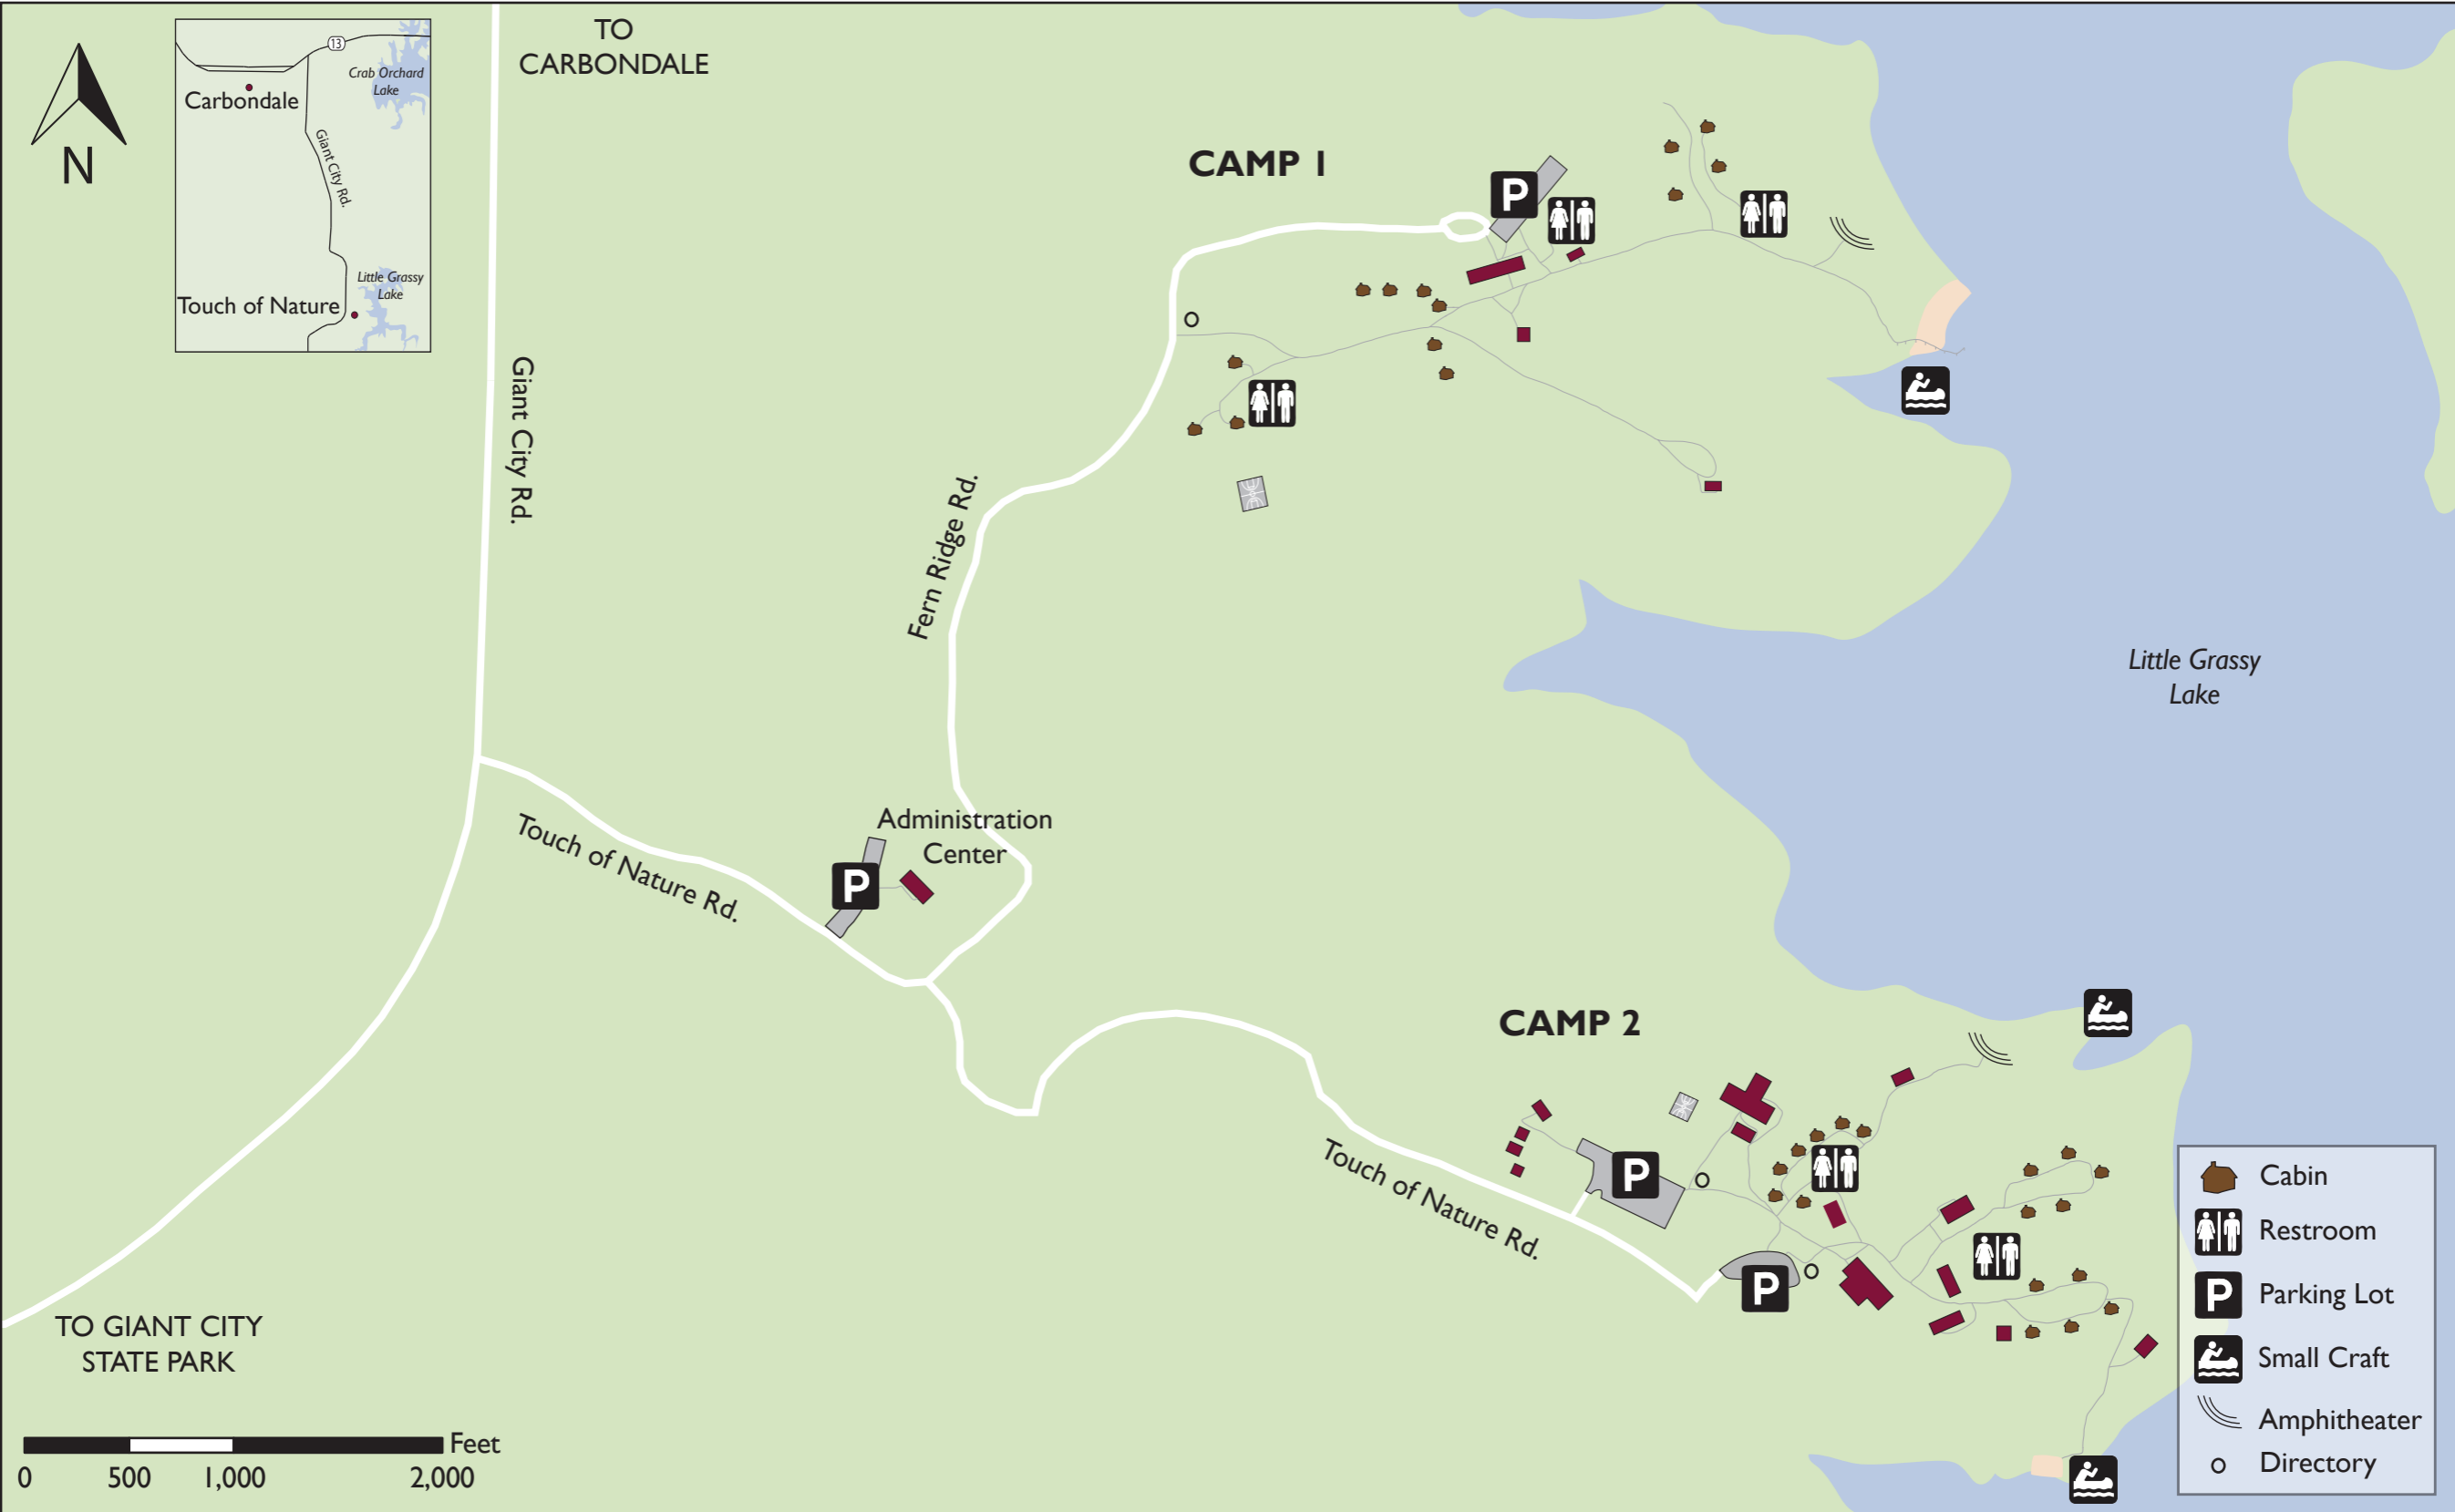 TO
CARBONDALE
N
13
Crab Orchard
Lake
Carbondale
Giant City Rd.
Little Grassy
Lake
Touch of Nature
CAMP 1
P
Giant City Rd.
Fern Ridge Rd.
Little Grassy
Lake
Administration
Center
P
Touch of Nature Rd.
CAMP 2
P
Touch of Nature Rd.
P
TO GIANT CITY
STATE PARK
Feet
0 500 1,000 2,000
Cabin
Restroom
P Parking Lot
Small Craft
Amphitheater
Directory